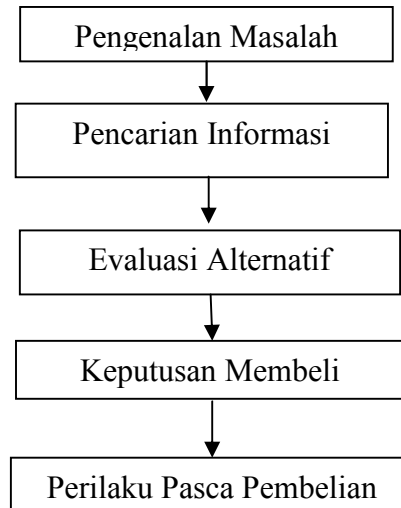 Pengenalan Masalah
Pencarian Informasi
Evaluasi Alternatif
Keputusan Membeli
Perilaku Pasca Pembelian